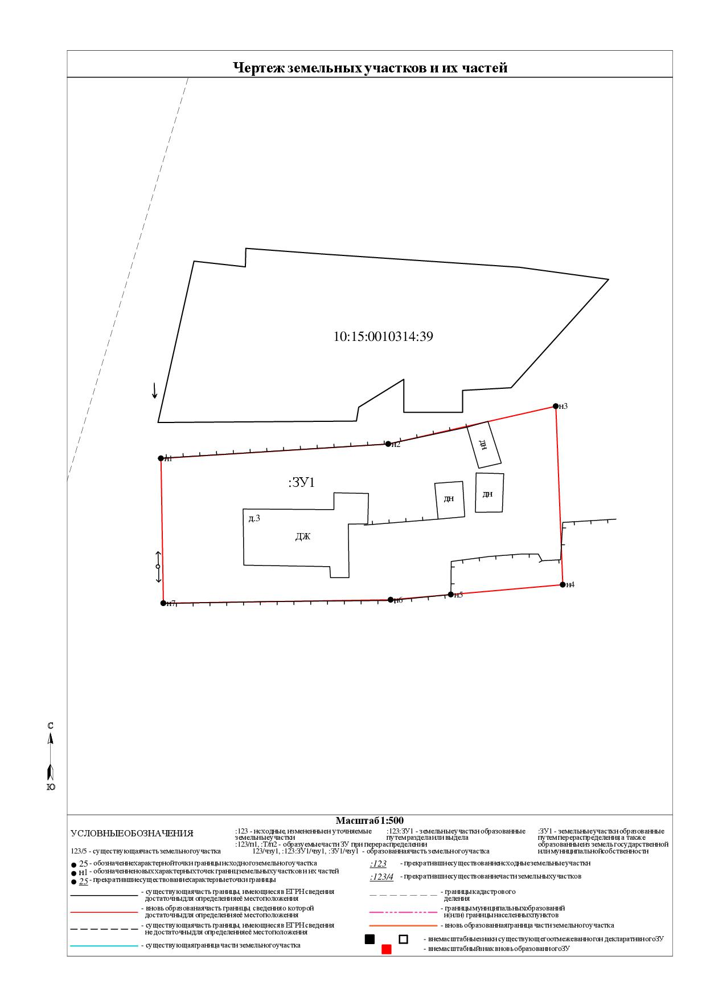 Чертеж земельных участков и их частей
10:15:0010314:39
н3
н2
н1
дн
:ЗУ1
дн
дн
д.3
ДЖ
н4
н5
н6
н7
С
Ю
Масштаб 1:500
УСЛОВНЫЕ ОБОЗНАЧЕНИЯ
:123 - исходные, измененные и уточняемые
земельные участки
:123:ЗУ1 - земельные участки образованные
путем раздела или выдела
:ЗУ1 - земельные участки образованные
путем перераспределения, а также
образованные из земель государственной
или муниципальной собственности
:123/п1, :Т/п2 - образуемые части ЗУ при перераспределении
123/5 - существующая часть земельного участка
123/чзу1, :123:ЗУ1/чзу1, :ЗУ1/чзу1 - образованная часть земельного участка
25 - обозначение характерной точки границы исходного земельного участка
н1 - обозначение новых характерных точек границ земельных участков и их частей
25 - прекратившие существование характерные точки границы
:123 - прекратившие существование исходные земельные участки
:123/4 - прекратившие существование части земельных участков
- существующая часть границы, имеющиеся в ЕГРН сведения
достаточны для определения её местоположения
- вновь образованая часть границы, сведения о которой
достаточны для определения её местоположения
- существующая часть границы, имеющиеся в ЕГРН сведения
не достаточны для определения её местоположения
- существующая граница части земельного участка
- границы кадастрового
деления
- границы муниципальных образований
и(или) границы населенных пунктов
- вновь образованная граница части земельного участка
- внемасштабные знаки существующего отмежеванного и декларативного ЗУ
- внемасштабный знак вновь образованного ЗУ